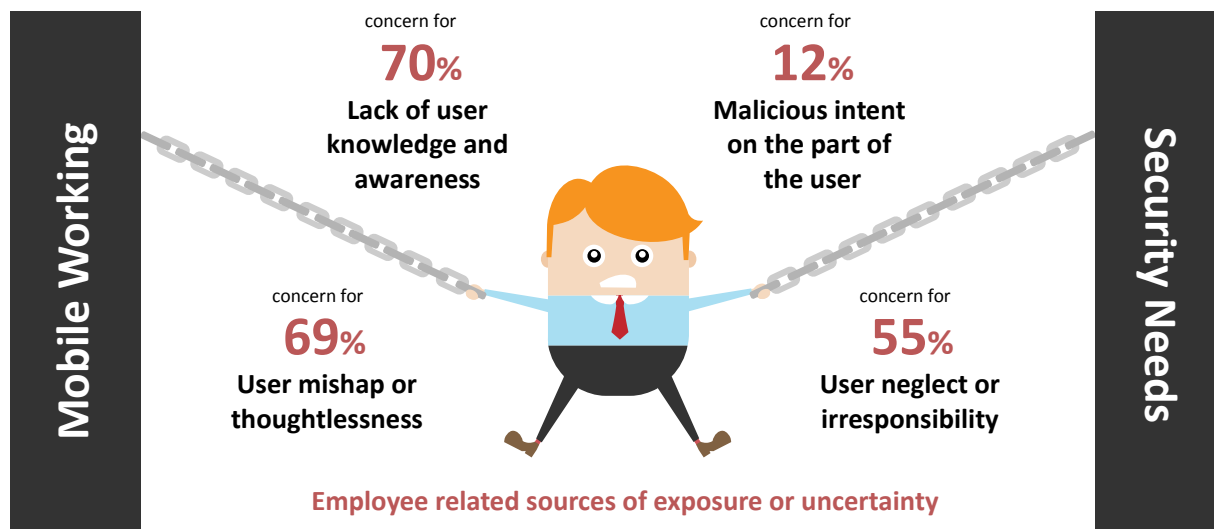 Mobile Working
concern for
70%
Lack of user
knowledge and
awareness
concern for
12%
Malicious intent
on the part of
the user
concern for
69%
User mishap or
thoughtlessness
concern for
55%
User neglect or
irresponsibility
Security Needs
Employee related sources of exposure or uncertainty